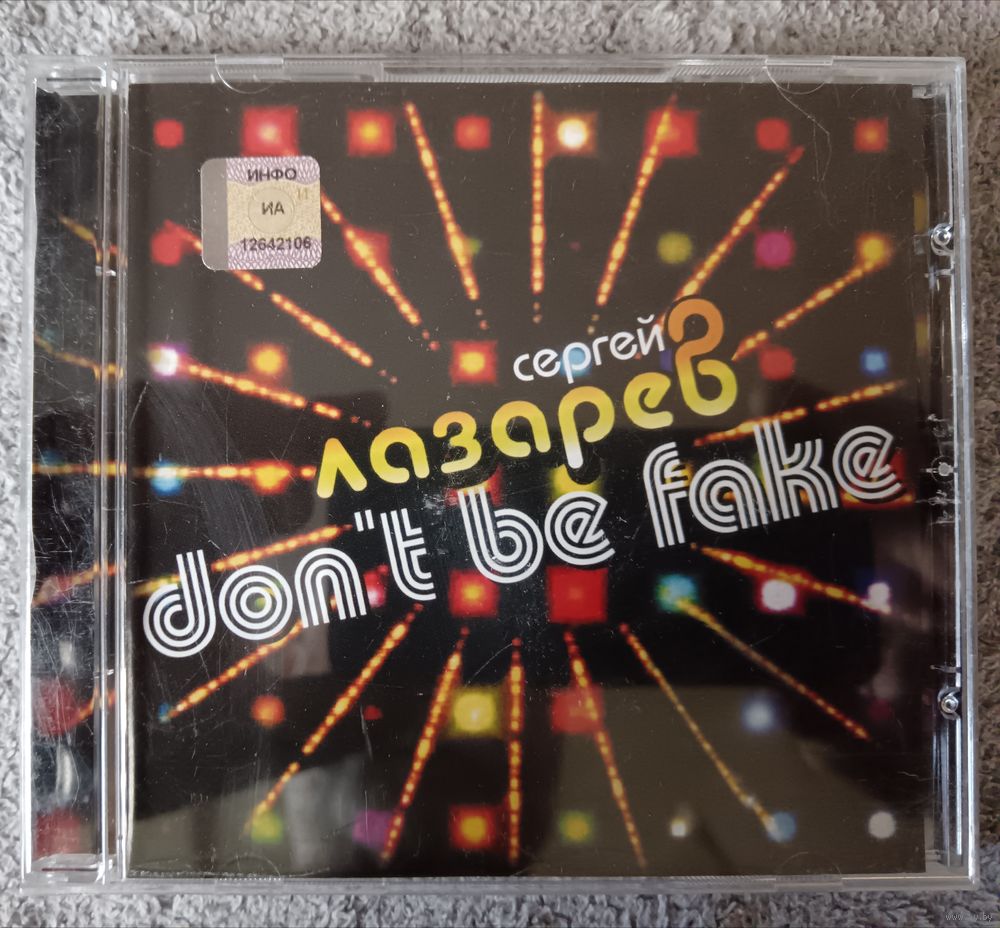 ИНФО
ИА
12642106
сергей
лазарев
don't be fake